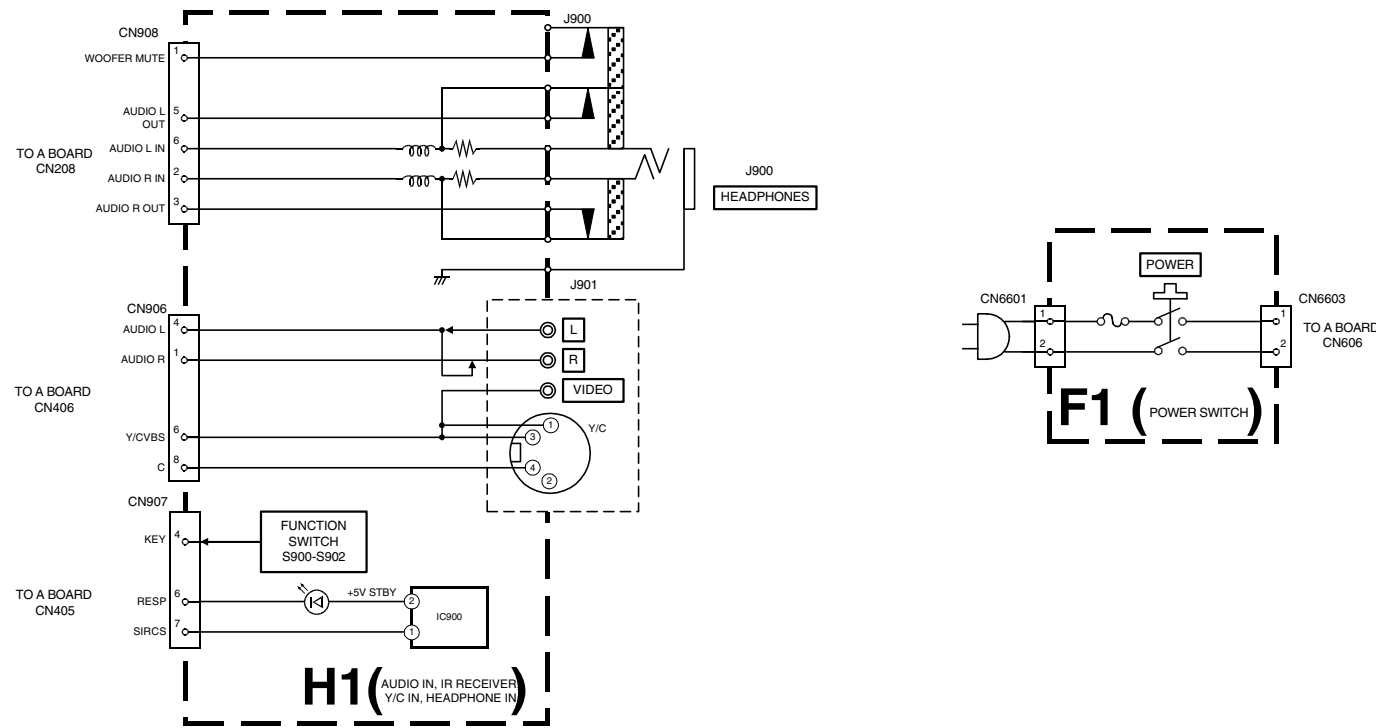 J900
CN908
1
WOOFER MUTE
AUDIO L
OUT
5
6
AUDIO L IN
TO A BOARD
CN208
2
AUDIO R IN
3
AUDIO R OUT
J900
HEADPHONES
J901
CN906
4
AUDIO L
L
1
AUDIO R
R
VIDEO
TO A BOARD
CN406
6
Y/CVBS
8
C
1
3
4
2
Y/C
CN907
4
KEY
FUNCTION
SWITCH
S900-S902
TO A BOARD
CN405
6
RESP
+5V STBY
2
IC900
7
SIRCS
1
H1 (AUDIO IN, IR RECEIVER
Y/C IN, HEADPHONE IN)
POWER
CN6601
1
2
CN6603
1
2
TO A BOARD
CN606
F1 (POWER SWITCH)